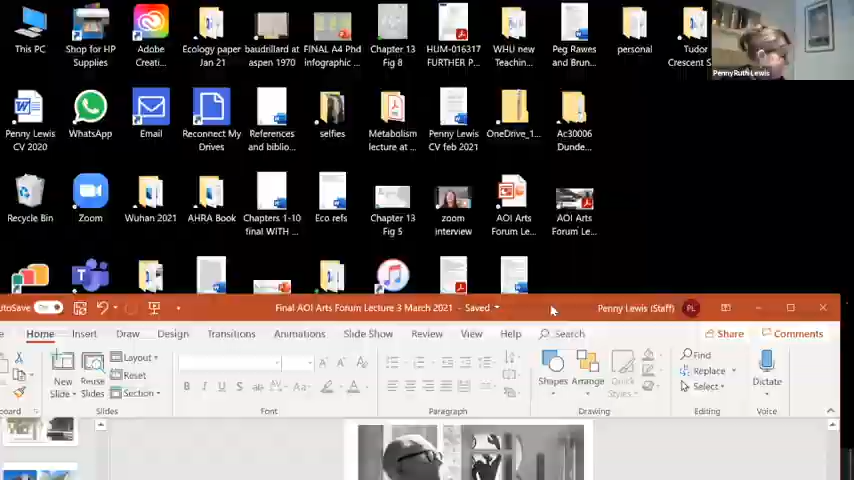 This PC
Shop for HP
Supplies
Adobe
Creati...
Ecology paper
Jan 21
baudrillard at
aspen 1970
FINAL A4 Phd
infographic ...
Chapter 13
Fig 8
HUM-016317
FURTHER P...
WHU new
Teachin...
Peg Rawes
and Brun...
personal
Tudor
Crescent S
PennyRuth Lewis
Penny Lewis
CV 2020
WhatsApp
Email
Reconnect My
Drives
References
and biblio...
selfies
Metabolism
lecture at ...
Penny Lewis
CV feb 2021
OneDrive_1...
Ac30006
Dunde...
Recycle Bin
Zoom
Wuhan 2021
AHRA Book
Chapters 1-10
final WITH ...
Eco refs
Chapter 13
Fig 5
zoom
interview
AOI Arts
Forum Le...
AOI Arts
Forum Le...
utoSave
On
Final AOI Arts Forum Lecture 3 March 2021 - Saved
Penny Lewis (Staff)
PL
Home
Insert
Draw
Design
Transitions
Animations
Slide Show
Review
View
Help
Search
Share
Comments
New
Slide
Reuse
Slides
Layout
Reset
Section
Shapes
Arrange
Quick
Styles
Find
Replace
Select
Dictate
board
Slides
Font
Paragraph
Drawing
Editing
Voice